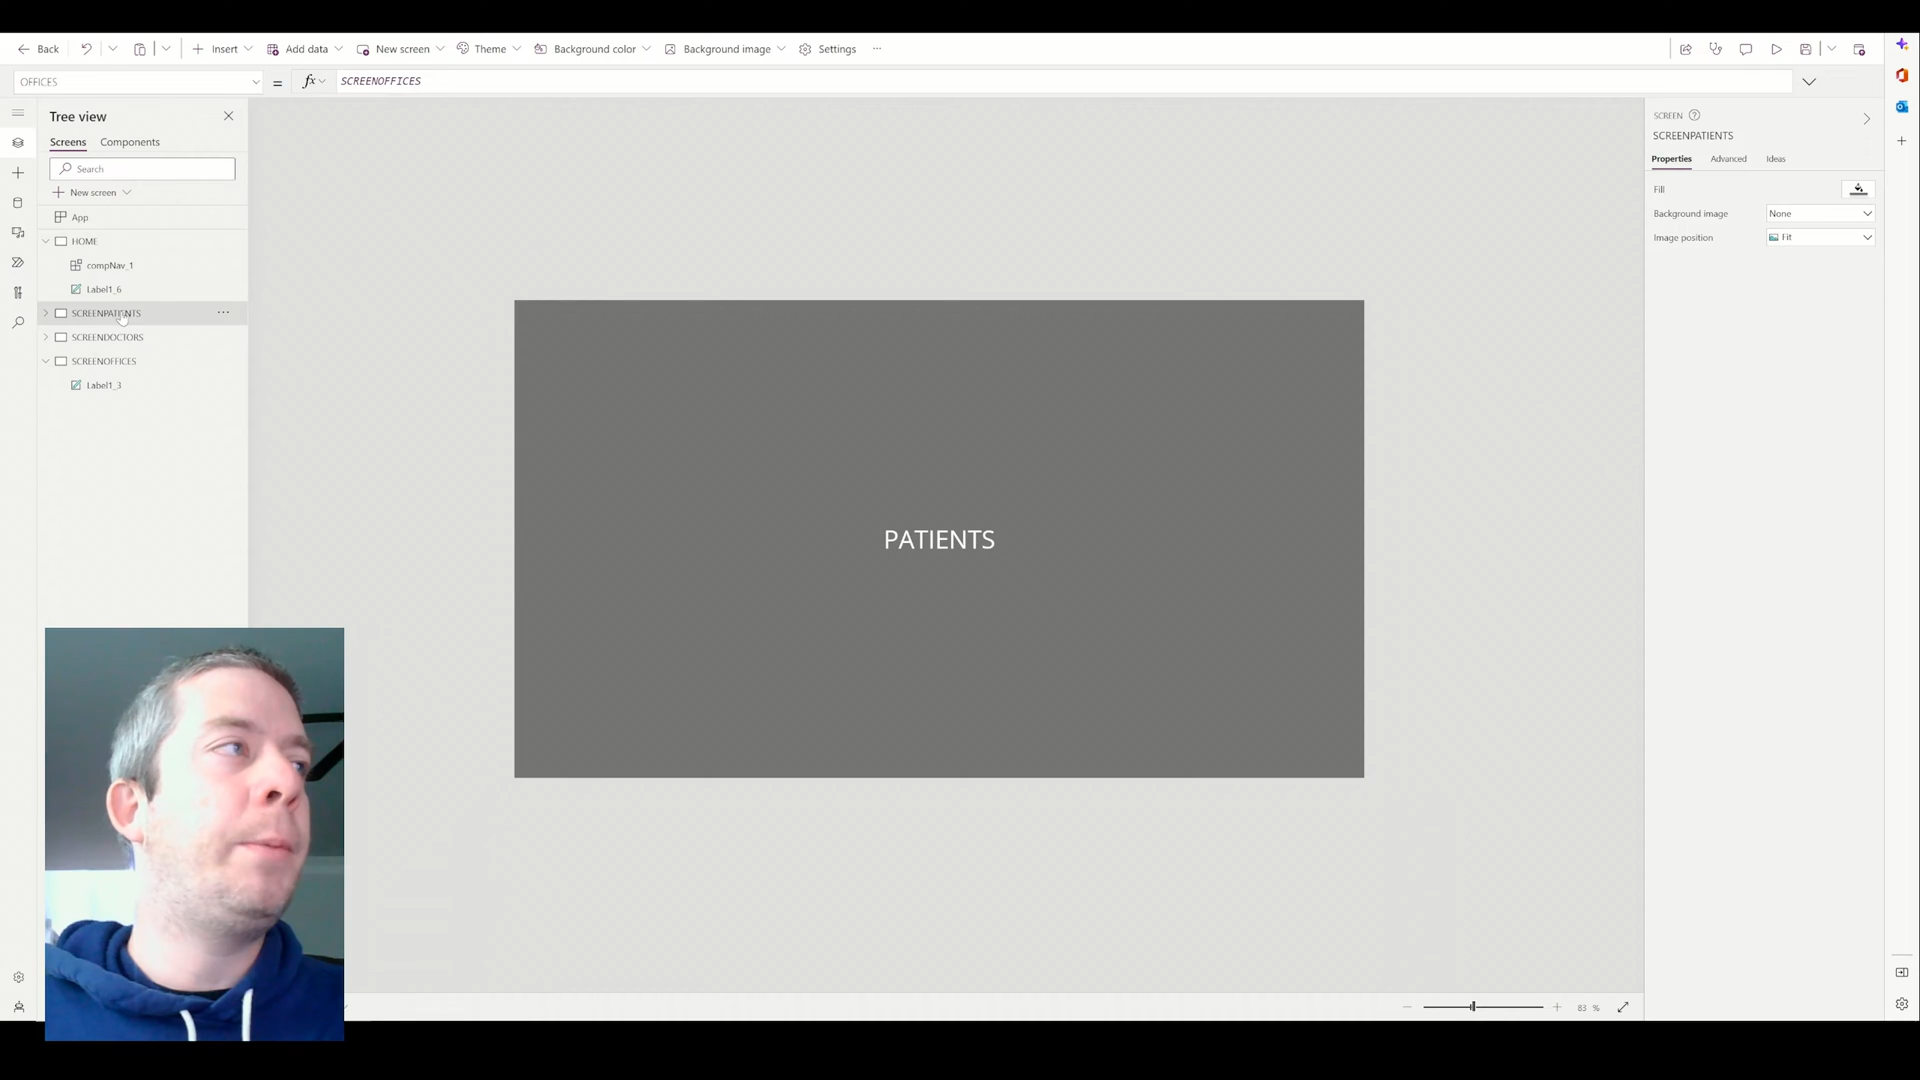 Back
Insert
Add data
New screen
Theme
Background color
Background image
Settings
OFFICES
=
fx
SCREENOFFICES
Tree view
Screens
Components
Search
New screen
App
HOME
compNav_1
Label1_6
SCREENPATIENTS
SCREENDOCTORS
SCREENOFFICES
Label1_3
PATIENTS
SCREEN
SCREENPATIENTS
Properties
Advanced
Ideas
Fill
Background image
None
Image position
Fit
83 %